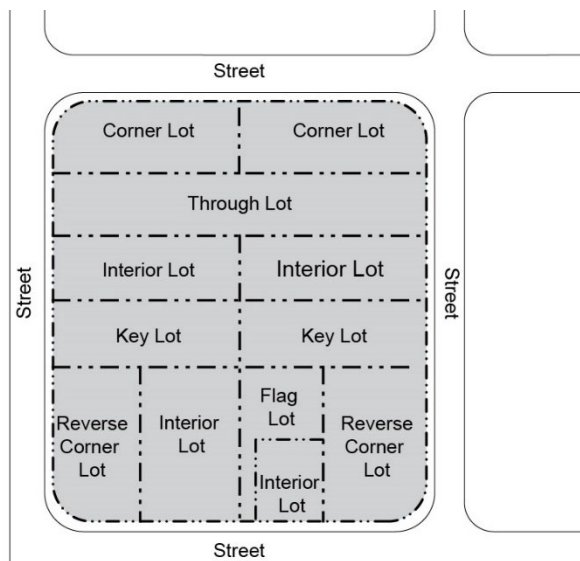 Street
Corner Lot
Corner Lot
Through Lot
Interior Lot
Interior Lot
Street
Street
Key Lot
Key Lot
Reverse
Corner
Lot
Interior
Lot
Flag
Lot
Interior
Lot
Reverse
Corner
Lot
Street